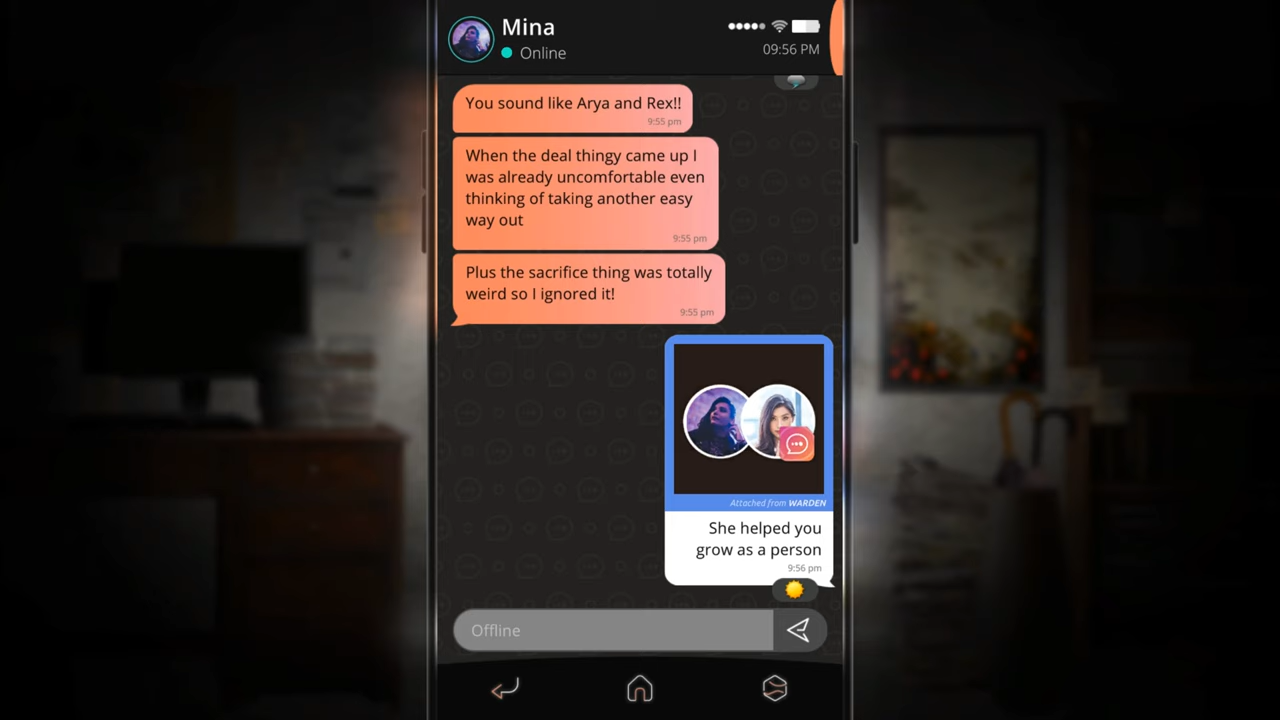 Mina
Online
09:56 PM
You sound like Arya and Rex!!
9:55 pm
When the deal thingy came up I
was already uncomfortable even
thinking of taking another easy
way out
9:55 pm
Plus the sacrifice thing was totally
weird so I ignored it!
9:55 pm
Attached from WARDEN
She helped you
grow as a person
9:56 pm
Offline